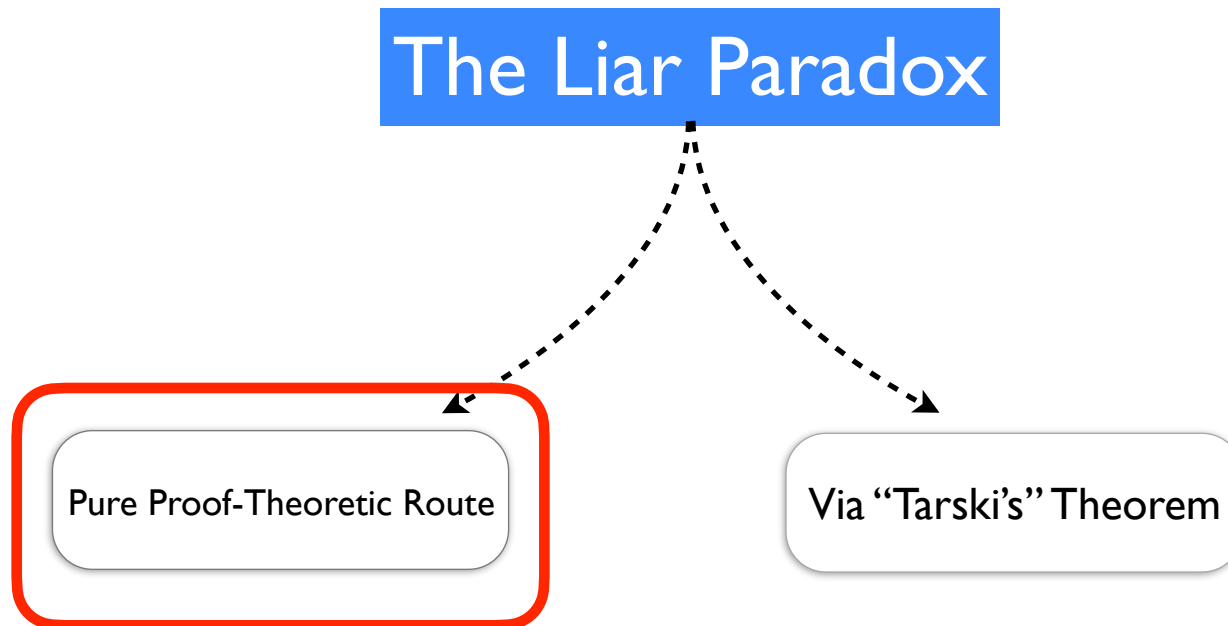 The Liar Paradox
Pure Proof-Theoretic Route
Via “Tarski’s” Theorem